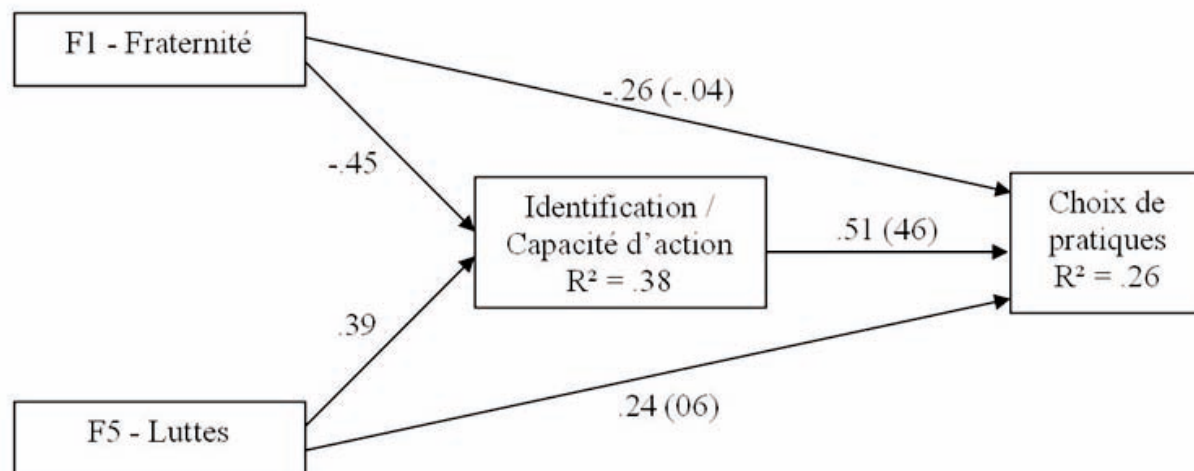 F1 - Fraternité
-.26 (-.04)
-.45
Identification /
Capacité d'action
R² = .38
.51 (46)
Choix de
pratiques
R² = .26
.39
.24 (06)
F5 - Luttes